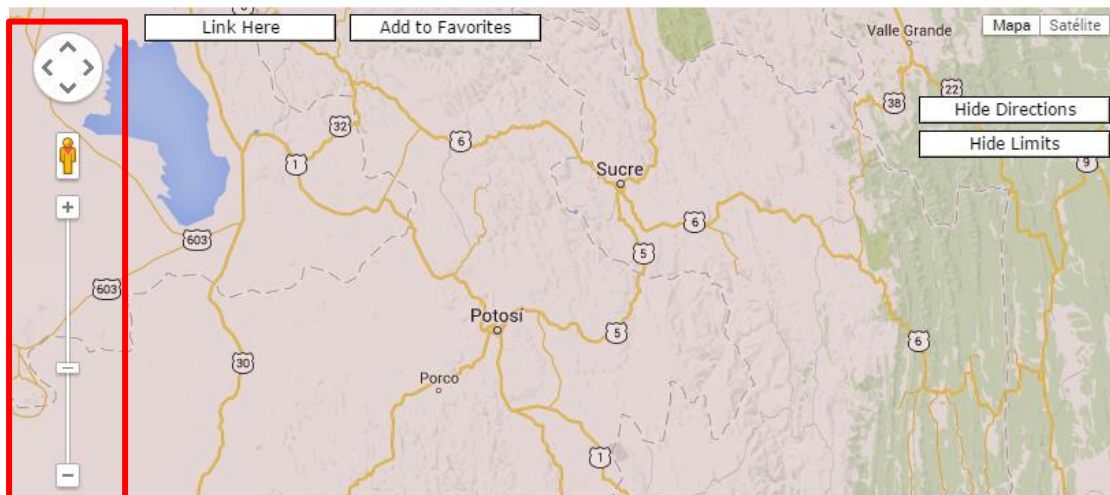 Link Here
Add to Favorites
Mapa
Satélite
Valle Grande
22
38
Hide Directions
32
6
Hide Limits
1
9
Sucre
6
603
5
603
Potosí
5
6
30
Porco
1